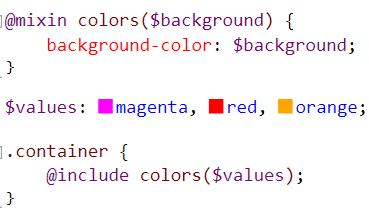 @mixin colors($background) {
background-color: $background;
}
$values: magenta, red, orange;
.container {
@include colors($values);
}